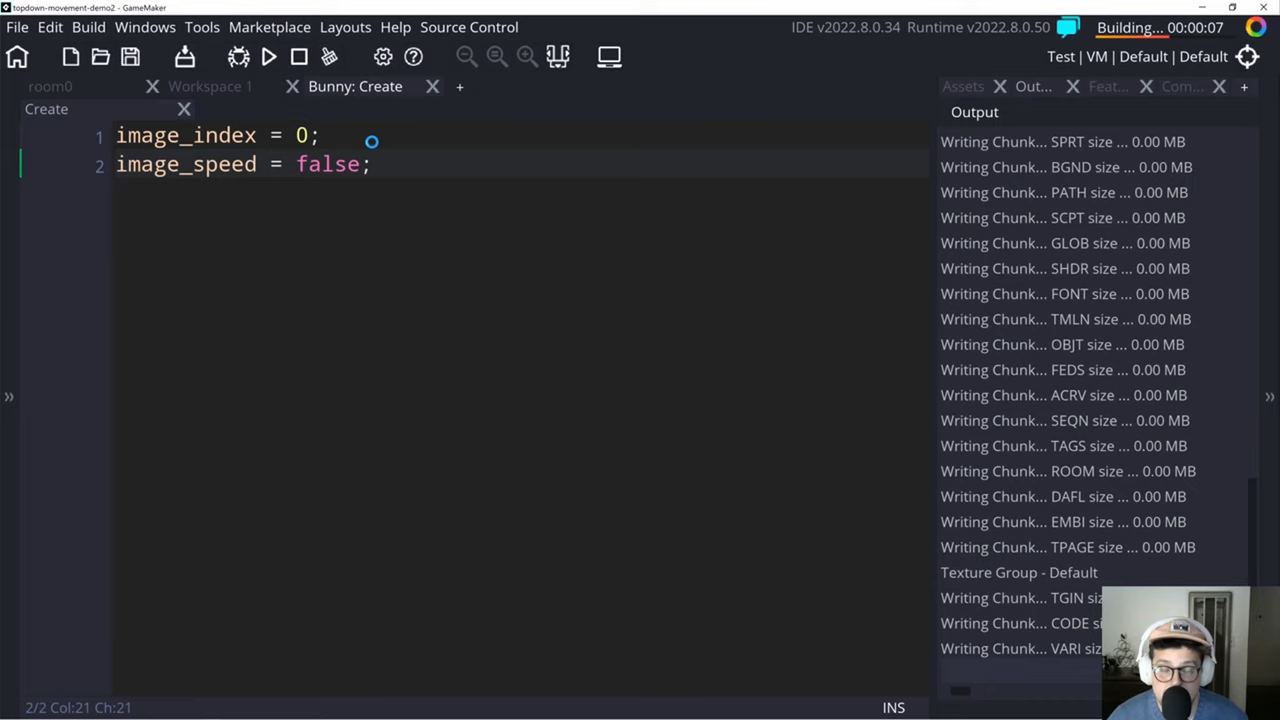 topdown-movement-demo2 - GameMaker
File Edit Build Windows Tools Marketplace Layouts Help Source Control
IDE v2022.8.0.34 Runtime v2022.8.0.50 Building... 00:00:07
Test | VM | Default | Default
room0 Workspace 1 Bunny: Create +
Assets Out... Feat... Com... +
Create
Output
1 image_index = 0;
2 image_speed = false;
Writing Chunk... SPRT size ... 0.00 MB
Writing Chunk... BGND size ... 0.00 MB
Writing Chunk... PATH size ... 0.00 MB
Writing Chunk... SCPT size ... 0.00 MB
Writing Chunk... GLOB size ... 0.00 MB
Writing Chunk... SHDR size ... 0.00 MB
Writing Chunk... FONT size ... 0.00 MB
Writing Chunk... TMLN size ... 0.00 MB
Writing Chunk... OBJT size ... 0.00 MB
Writing Chunk... FEDS size ... 0.00 MB
Writing Chunk... ACRV size ... 0.00 MB
Writing Chunk... SEQN size ... 0.00 MB
Writing Chunk... TAGS size ... 0.00 MB
Writing Chunk... ROOM size ... 0.00 MB
Writing Chunk... DAFL size ... 0.00 MB
Writing Chunk... EMBI size ... 0.00 MB
Writing Chunk... TPAGE size ... 0.00 MB
Texture Group - Default
Writing Chunk... TGIN siz
Writing Chunk... CODE si
Writing Chunk... VARI siz
2/2 Col:21 Ch:21 INS